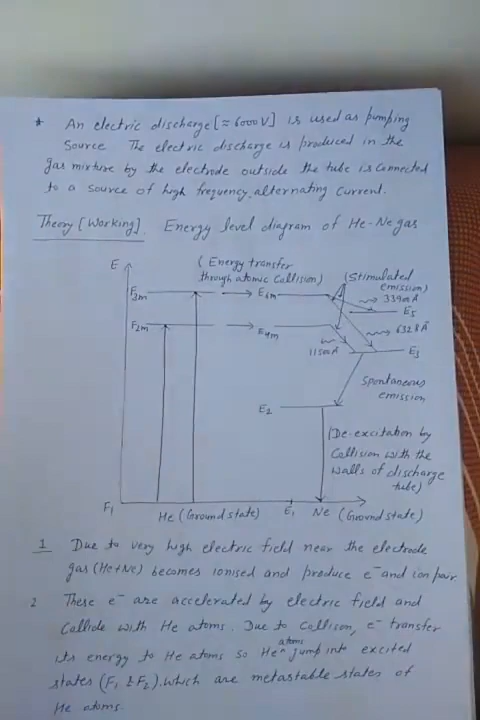 * An electric discharge [≈ 6000 V] is used as pumping
Source The electric discharge is produced in the
gas mixture by the electrode outside the tube is connected
to a source of high frequency, alternating current.
Theory [Working]. Energy level diagram of He-Ne gas
E
(Energy transfer
through atomic Collision)
(Stimulated
emission)
F3m
E6m
3390Å
E5
F2m
E4m
6328Å
1150Å
E3
Spontaneous
emission
E2
(De-excitation by
Collision with the
walls of discharge
tube)
F1
He (Ground state)
E1
Ne (Ground state)
1 Due to very high electric field near the electrode
gas (He+Ne) becomes ionised and produce e⁻ and ion pair
2 These e⁻ are accelerated by electric field and
Collide with He atoms. Due to Collison, e⁻ transfer
its energy to He atoms so He^ atoms jump into excited
states (F1 & F2). which are metastable states of
He atoms.